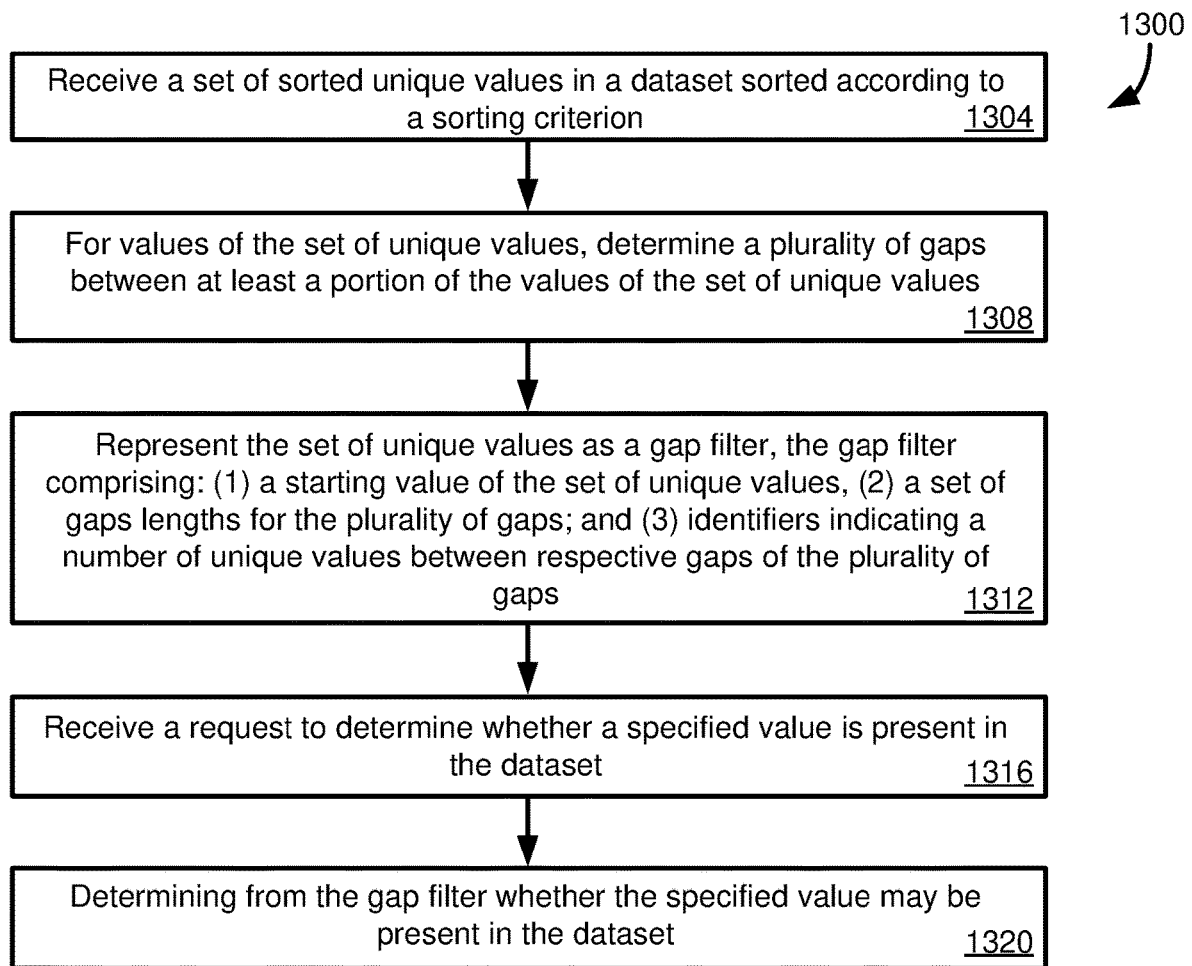 1300
Receive a set of sorted unique values in a dataset sorted according to
a sorting criterion
1304
For values of the set of unique values, determine a plurality of gaps
between at least a portion of the values of the set of unique values
1308
Represent the set of unique values as a gap filter, the gap filter
comprising: (1) a starting value of the set of unique values, (2) a set of
gaps lengths for the plurality of gaps; and (3) identifiers indicating a
number of unique values between respective gaps of the plurality of
gaps
1312
Receive a request to determine whether a specified value is present in
the dataset
1316
Determining from the gap filter whether the specified value may be
present in the dataset
1320